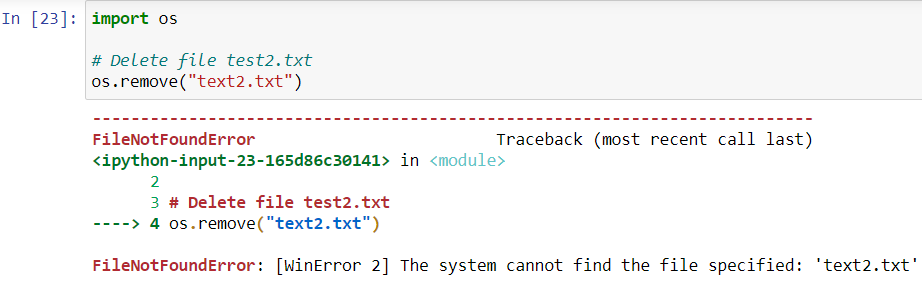 In [23]: import os
# Delete file test2.txt
os.remove("text2.txt")
---------------------------------------------------------------------------
FileNotFoundError                         Traceback (most recent call last)
<ipython-input-23-165d86c30141> in <module>
      2
      3 # Delete file test2.txt
----> 4 os.remove("text2.txt")
FileNotFoundError: [WinError 2] The system cannot find the file specified: 'text2.txt'